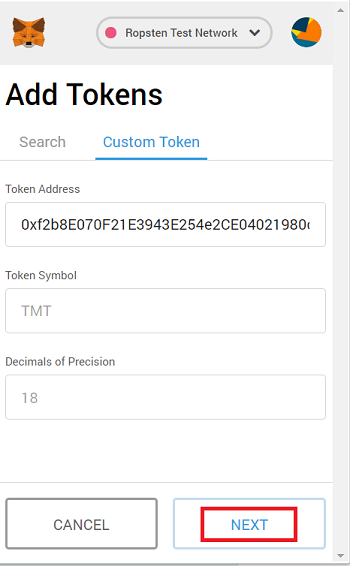 Ropsten Test Network
Add Tokens
Search Custom Token
Token Address
0xf2b8E070F21E3943E254e2CE04021980
Token Symbol
TMT
Decimals of Precision
18
CANCEL NEXT